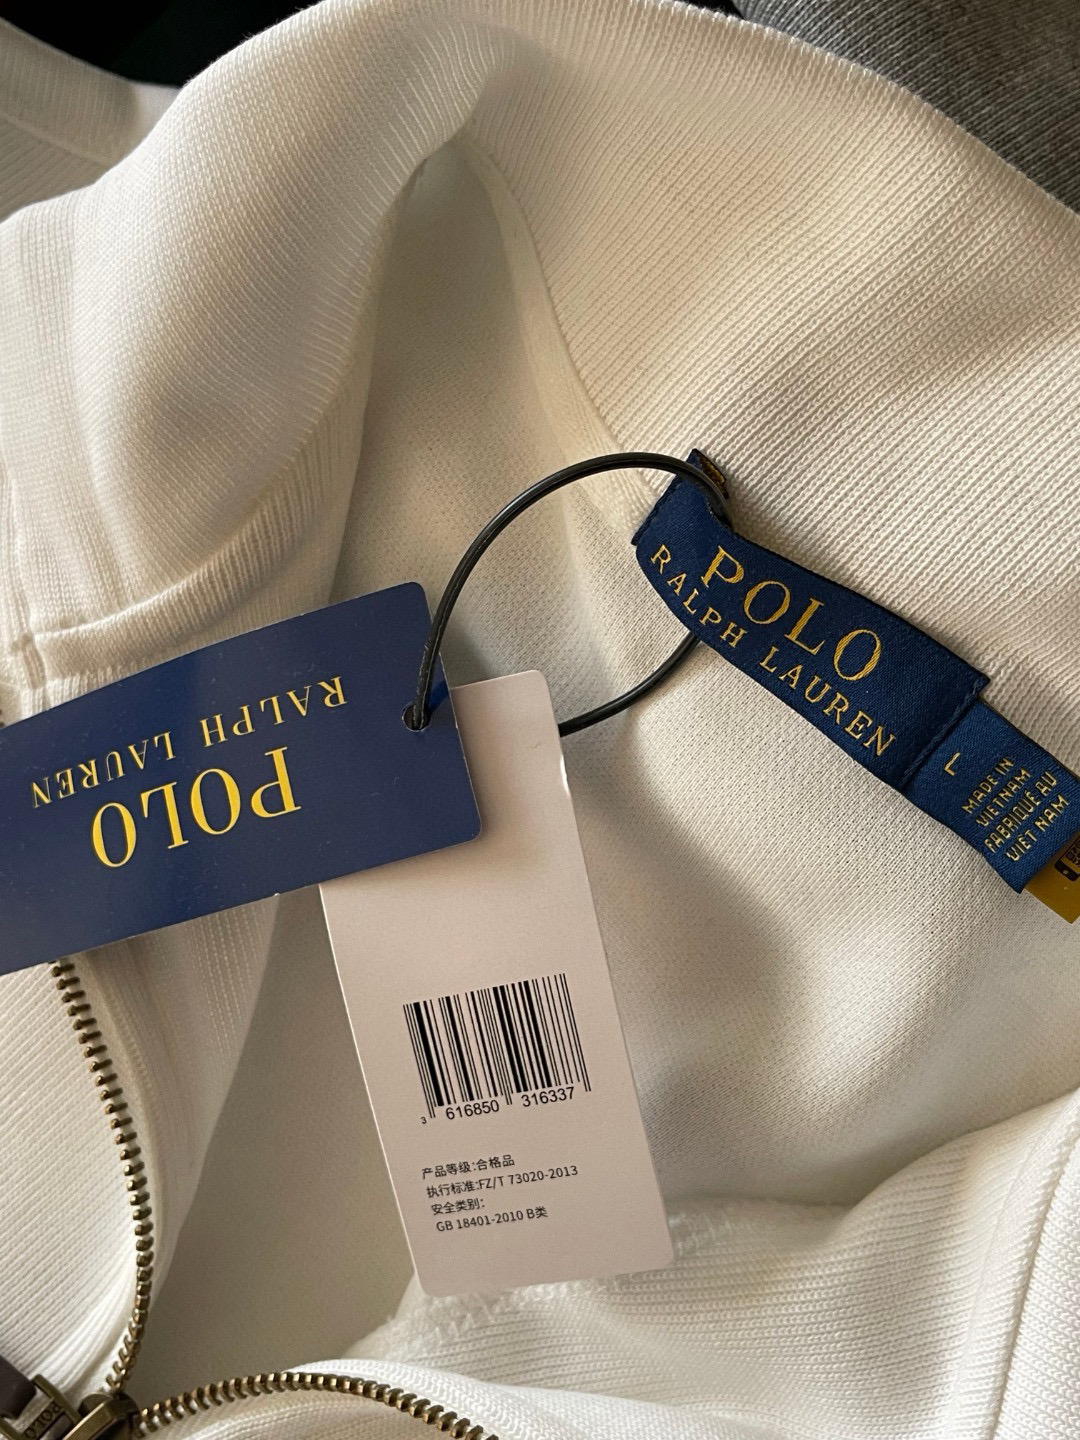 POLO
RALPH LAUREN
L
MADE IN
VIETNAM
FABRIQUÉ AU
VIÊT NAM
RALPH LAUREN
POLO
3 616850 316337
产品等级:合格品
执行标准:FZ/T 73020-2013
安全类别:
GB 18401-2010 B类
POLO